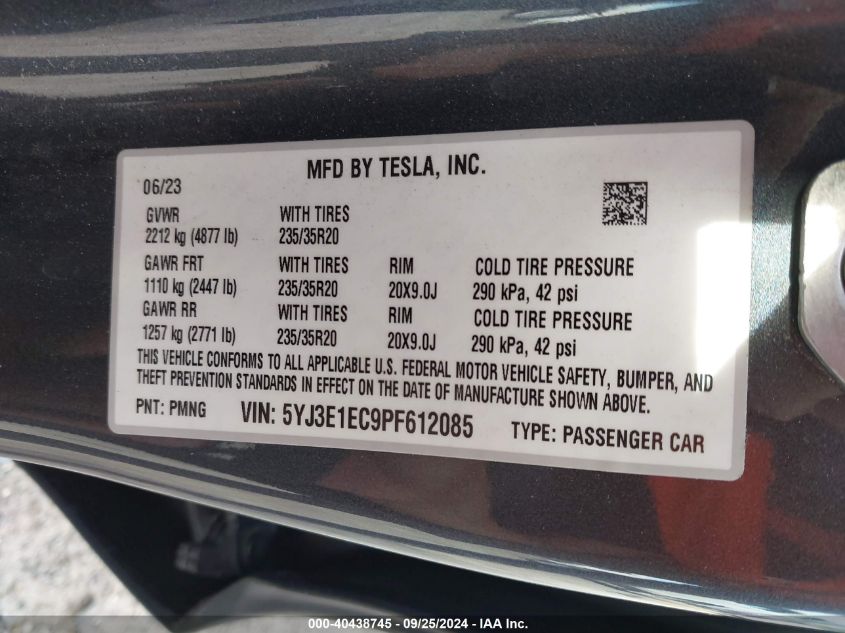 MFD BY TESLA, INC.
06/23
GVWR WITH TIRES
2212 kg (4877 lb) 235/35R20
GAWR FRT WITH TIRES RIM COLD TIRE PRESSURE
1110 kg (2447 lb) 235/35R20 20X9.0J 290 kPa, 42 psi
GAWR RR WITH TIRES RIM COLD TIRE PRESSURE
1257 kg (2771 lb) 235/35R20 20X9.0J 290 kPa, 42 psi
THIS VEHICLE CONFORMS TO ALL APPLICABLE U.S. FEDERAL MOTOR VEHICLE SAFETY, BUMPER, AND
THEFT PREVENTION STANDARDS IN EFFECT ON THE DATE OF MANUFACTURE SHOWN ABOVE.
PNT: PMNG VIN: 5YJ3E1EC9PF612085 TYPE: PASSENGER CAR
000-40438745 - 09/25/2024 - IAA Inc.